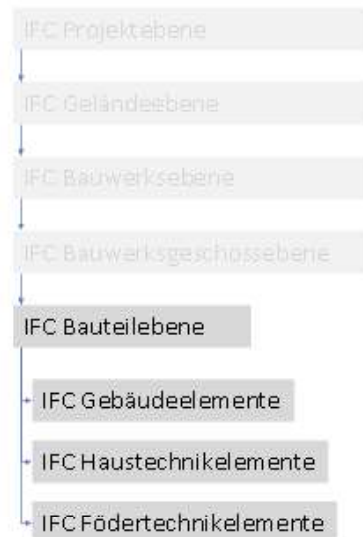 IFC Projektebene
IFC Geländeebene
IFC Bauwerksebene
IFC Bauwerksgeschossebene
IFC Bauteilebene
IFC Gebäudeelemente
IFC Haustechnikelemente
IFC Födertechnikelemente